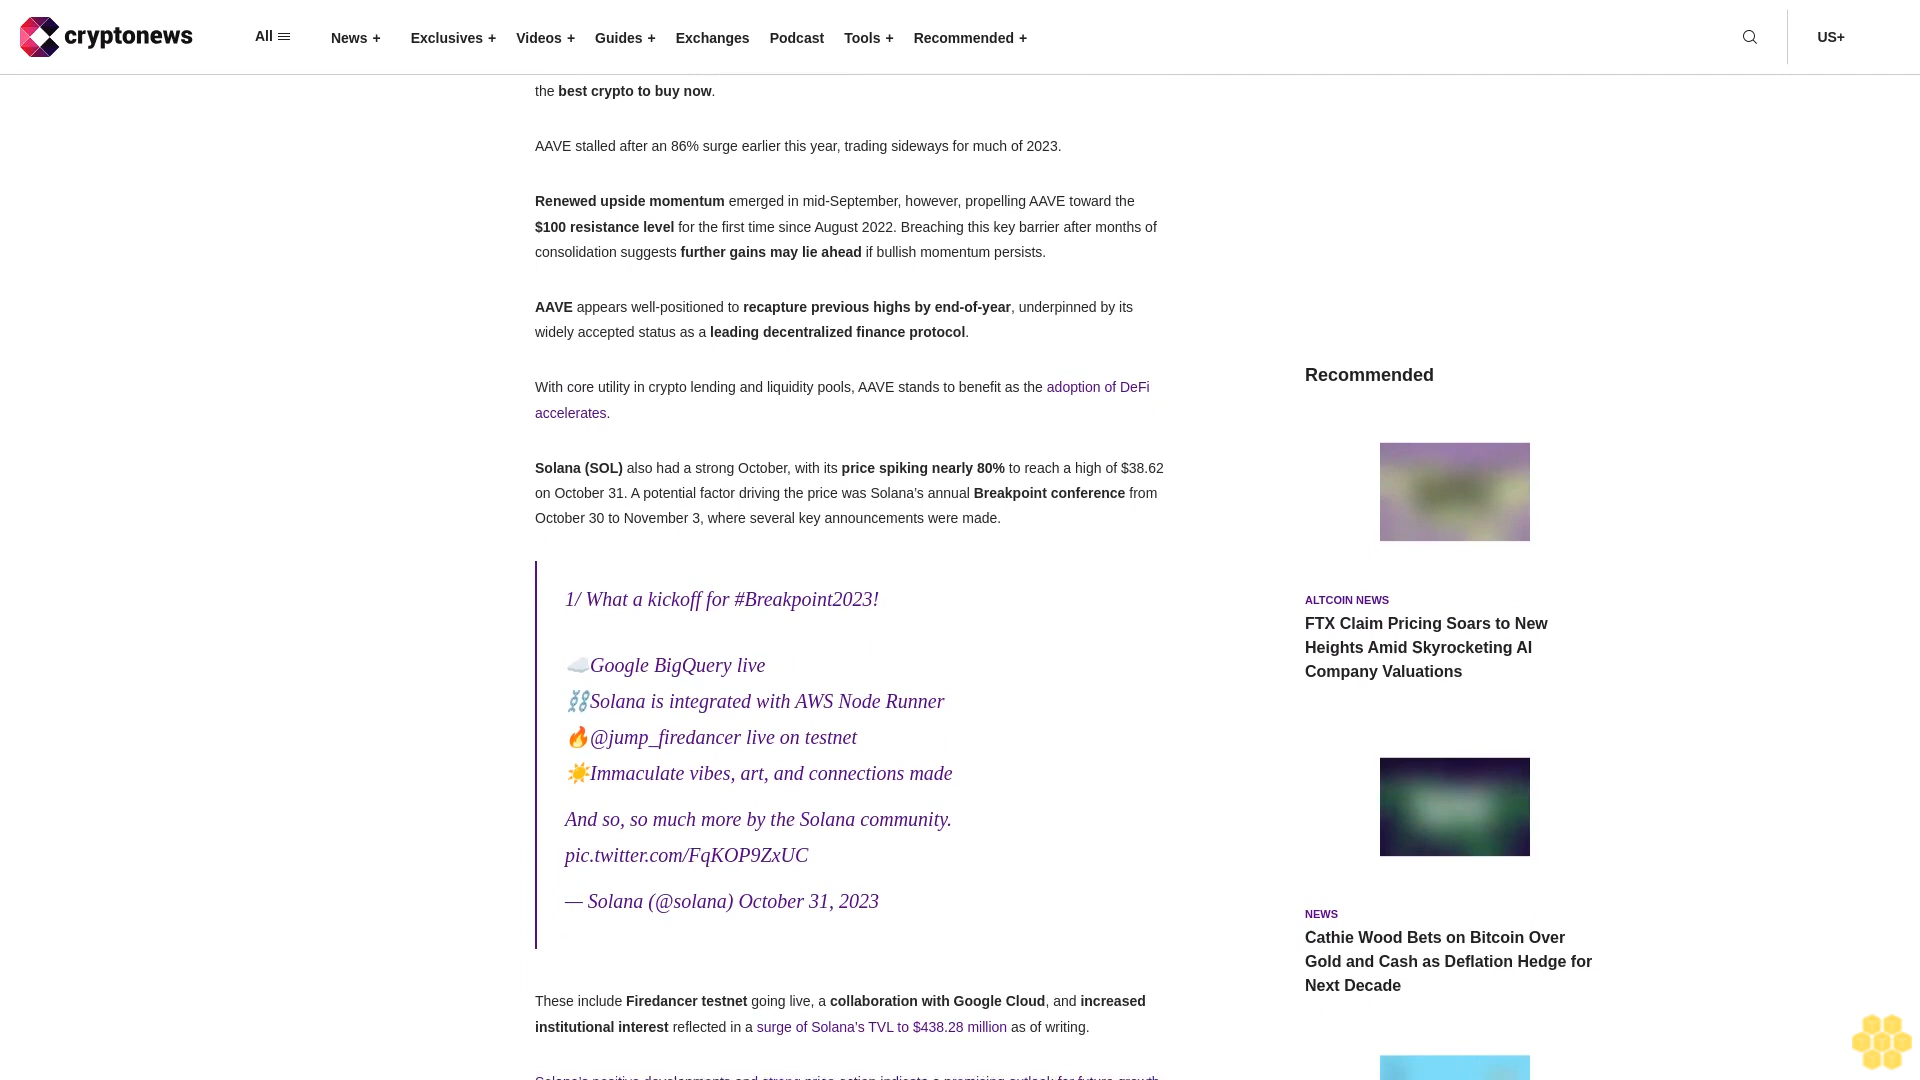 cryptonews
All
News +
Exclusives +
Videos +
Guides +
Exchanges
Podcast
Tools +
Recommended +
US+
the best crypto to buy now.
AAVE stalled after an 86% surge earlier this year, trading sideways for much of 2023.
Renewed upside momentum emerged in mid-September, however, propelling AAVE toward the
$100 resistance level for the first time since August 2022. Breaching this key barrier after months of
consolidation suggests further gains may lie ahead if bullish momentum persists.
AAVE appears well-positioned to recapture previous highs by end-of-year, underpinned by its
widely accepted status as a leading decentralized finance protocol.
With core utility in crypto lending and liquidity pools, AAVE stands to benefit as the adoption of DeFi
accelerates.
Solana (SOL) also had a strong October, with its price spiking nearly 80% to reach a high of $38.62
on October 31. A potential factor driving the price was Solana’s annual Breakpoint conference from
October 30 to November 3, where several key announcements were made.
1/ What a kickoff for #Breakpoint2023!
☁️Google BigQuery live
⛓️Solana is integrated with AWS Node Runner
🔥@jump_firedancer live on testnet
☀️Immaculate vibes, art, and connections made
And so, so much more by the Solana community.
pic.twitter.com/FqKOP9ZxUC
— Solana (@solana) October 31, 2023
These include Firedancer testnet going live, a collaboration with Google Cloud, and increased
institutional interest reflected in a surge of Solana’s TVL to $438.28 million as of writing.
Solana’s positive developments and strong price action indicate a promising outlook for future growth
Recommended
ALTCOIN NEWS
FTX Claim Pricing Soars to New
Heights Amid Skyrocketing AI
Company Valuations
NEWS
Cathie Wood Bets on Bitcoin Over
Gold and Cash as Deflation Hedge for
Next Decade